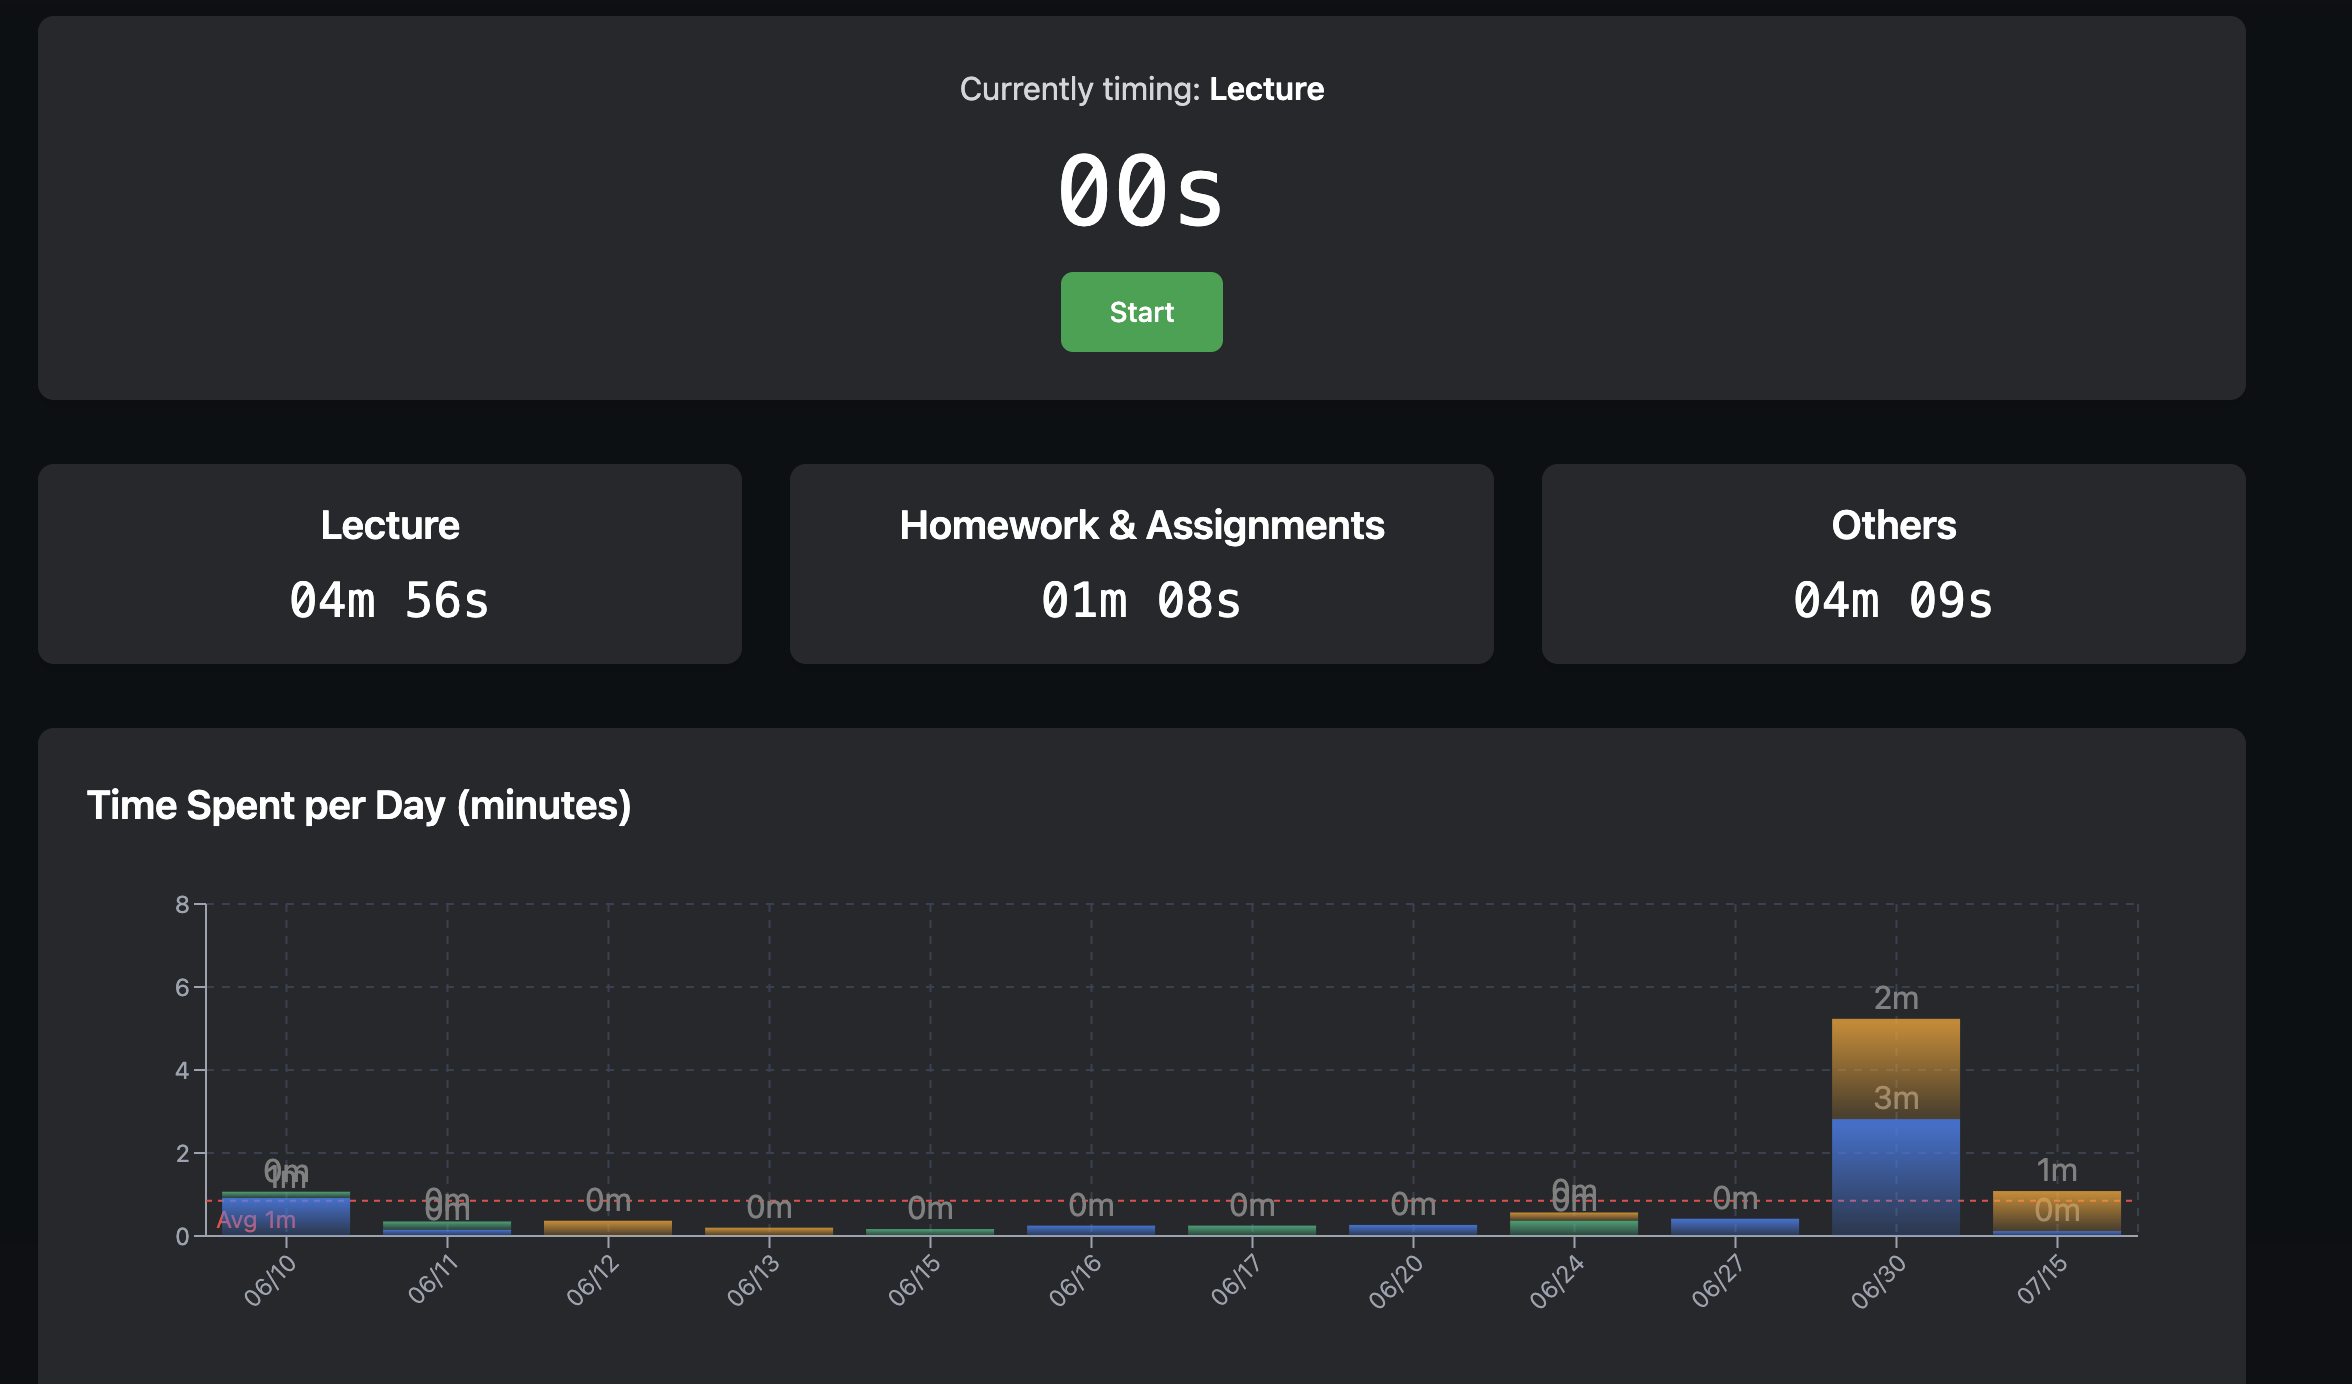 Currently timing: Lecture
00s
Start
Lecture
04m 56s
Homework & Assignments
01m 08s
Others
04m 09s
Time Spent per Day (minutes)
8
6
4
2
0
2m
3m
1m
0m
0m
1m
0m
0m
0m
0m
0m
0m
0m
0m
0m
0m
0m
Avg 1m
06/10
06/11
06/12
06/13
06/15
06/16
06/17
06/20
06/24
06/27
06/30
07/15